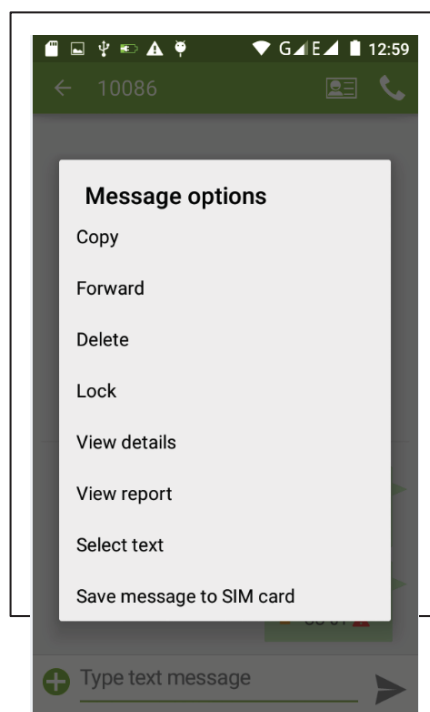 G E 12:59
10086
Message options
Copy
Forward
Delete
Lock
View details
View report
Select text
Save message to SIM card
Type text message